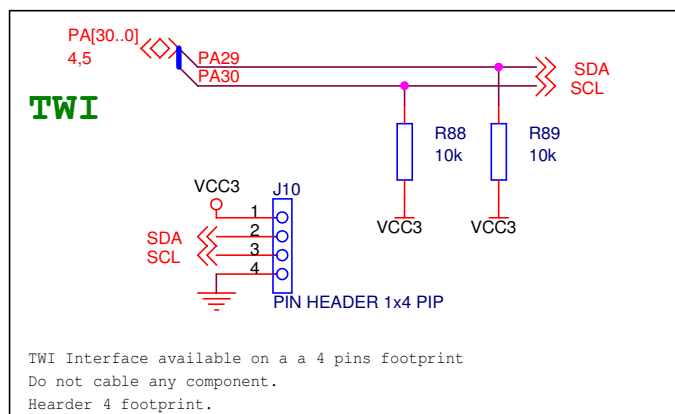 PA[30..0]
4,5
PA29
PA30
SDA
SCL
TWI
R88
10k
R89
10k
VCC3
VCC3
VCC3
J10
1
2
3
4
SDA
SCL
PIN HEADER 1x4 PIP
TWI Interface available on a a 4 pins footprint
Do not cable any component.
Hearder 4 footprint.